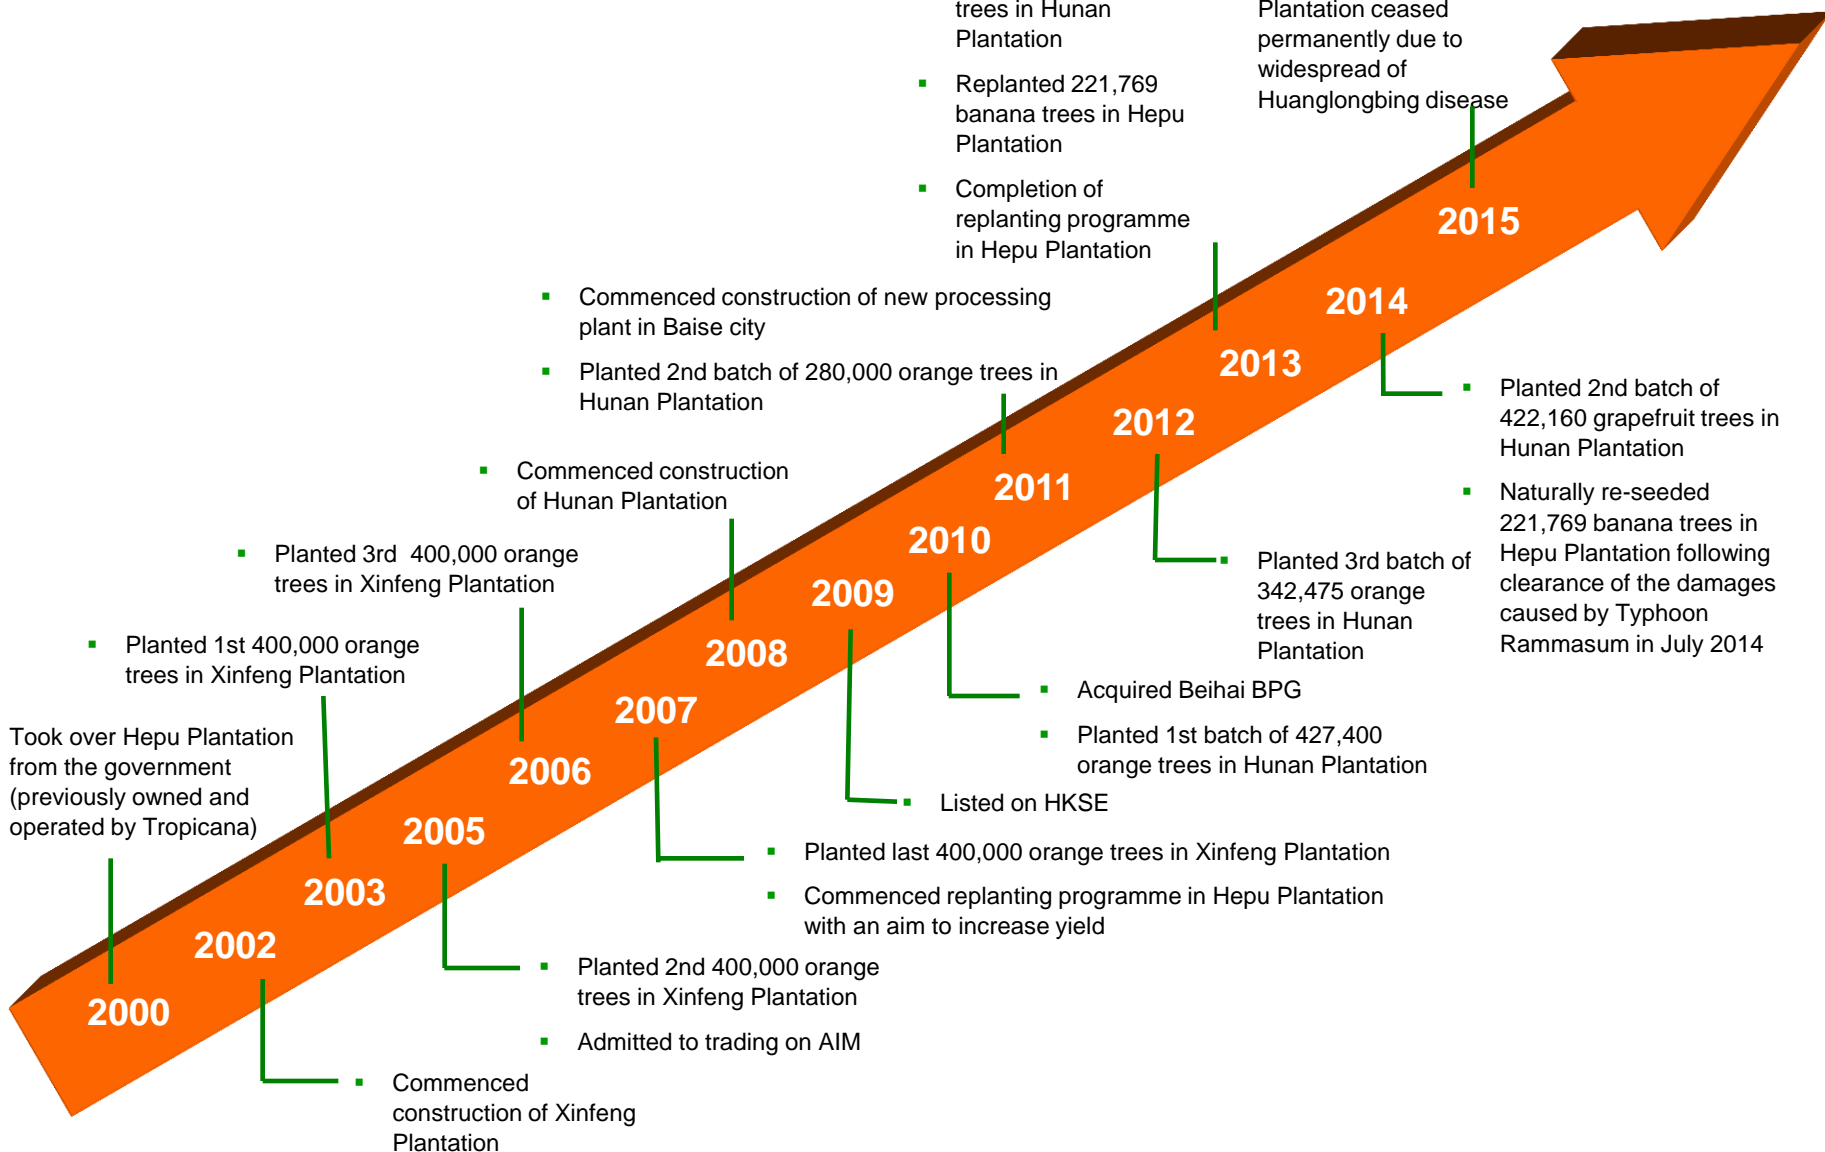 trees in Hunan
Plantation
▪ Replanted 221,769
banana trees in Hepu
Plantation
▪ Completion of
replanting programme
in Hepu Plantation
Plantation ceased
permanently due to
widespread of
Huanglongbing disease
2015
2014
2013
▪ Commenced construction of new processing
plant in Baise city
▪ Planted 2nd batch of 280,000 orange trees in
Hunan Plantation
2012
▪ Planted 2nd batch of
422,160 grapefruit trees in
Hunan Plantation
▪ Naturally re-seeded
221,769 banana trees in
Hepu Plantation following
clearance of the damages
caused by Typhoon
Rammasum in July 2014
▪ Commenced construction
of Hunan Plantation
2011
2010
▪ Planted 3rd batch of
342,475 orange
trees in Hunan
Plantation
▪ Planted 3rd 400,000 orange
trees in Xinfeng Plantation
2009
2008
▪ Planted 1st 400,000 orange
trees in Xinfeng Plantation
▪ Acquired Beihai BPG
▪ Planted 1st batch of 427,400
orange trees in Hunan Plantation
2007
Took over Hepu Plantation
from the government
(previously owned and
operated by Tropicana)
2006
▪ Listed on HKSE
2005
▪ Planted last 400,000 orange trees in Xinfeng Plantation
▪ Commenced replanting programme in Hepu Plantation
with an aim to increase yield
2003
2002
▪ Planted 2nd 400,000 orange
trees in Xinfeng Plantation
▪ Admitted to trading on AIM
2000
▪ Commenced
construction of Xinfeng
Plantation